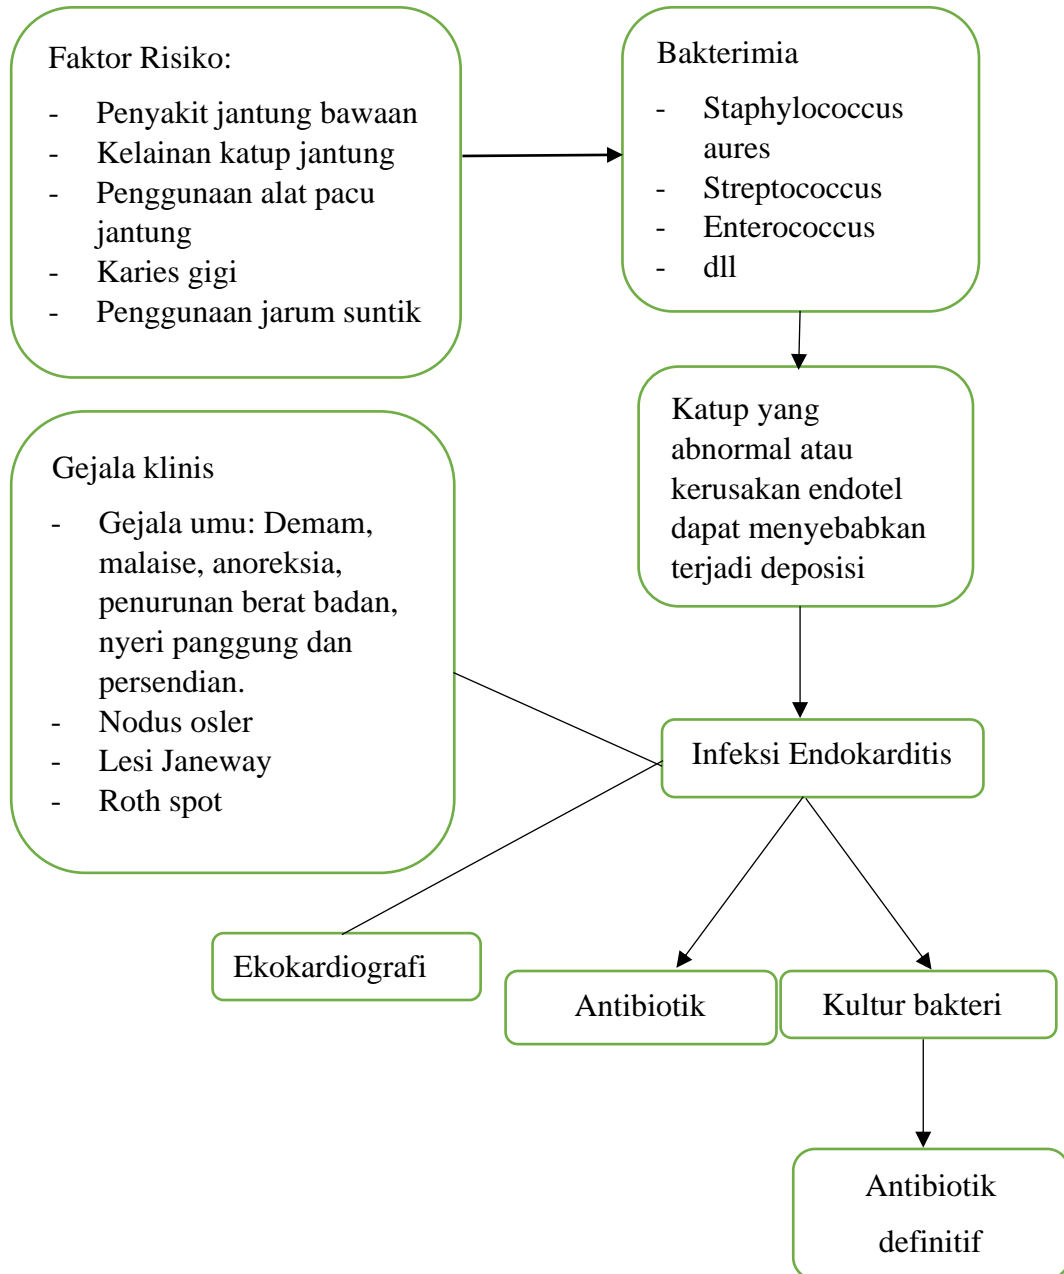 Faktor Risiko:
- Penyakit jantung bawaan
- Kelainan katup jantung
- Penggunaan alat pacu
jantung
- Karies gigi
- Penggunaan jarum suntik
Bakterimia
- Staphylococcus
aures
- Streptococcus
- Enterococcus
- dll
Katup yang
abnormal atau
kerusakan endotel
dapat menyebabkan
terjadi deposisi
Gejala klinis
- Gejala umu: Demam,
malaise, anoreksia,
penurunan berat badan,
nyeri panggung dan
persendian.
- Nodus osler
- Lesi Janeway
- Roth spot
Infeksi Endokarditis
Ekokardiografi
Antibiotik
Kultur bakteri
Antibiotik
definitif